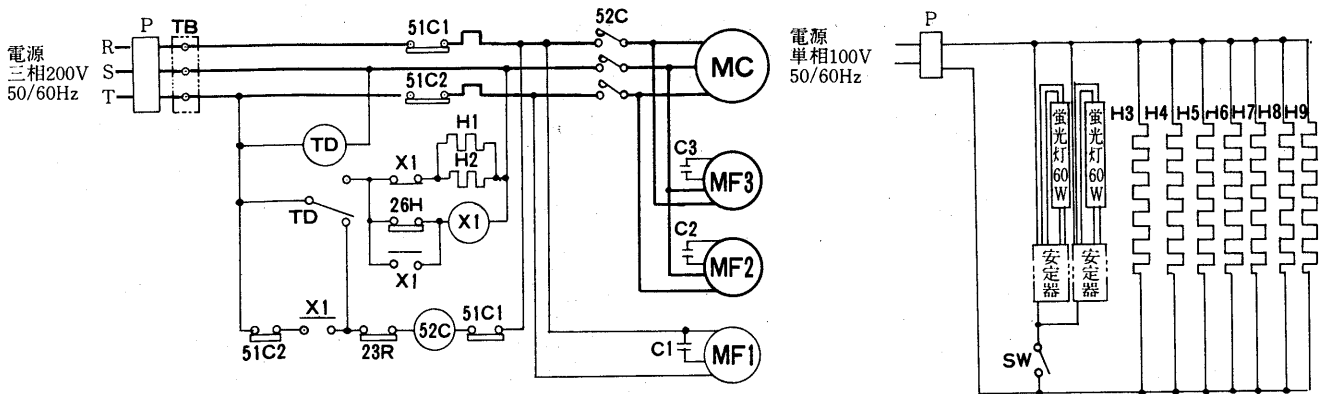 電源
三相200V
50/60Hz
P
TB
R
S
T
51C1
51C2
52C
MC
TD
TD
X1
H1
H2
26H
X1
X1
C3
MF3
C2
MF2
C1
MF1
X1
51C2
23R
52C
51C1
電源
単相100V
50/60Hz
P
蛍光灯60W
蛍光灯60W
安定器
安定器
SW
H3
H4
H5
H6
H7
H8
H9